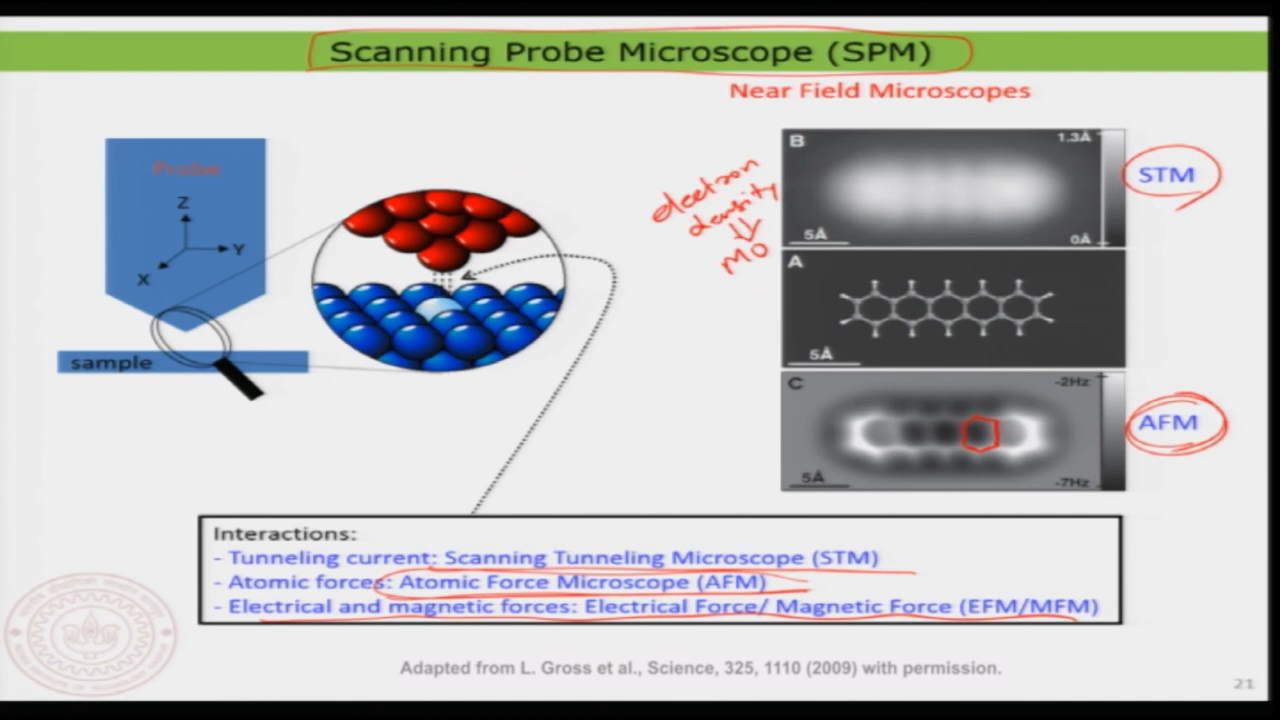 Scanning Probe Microscope (SPM)
Near Field Microscopes
Probe
Z
Y
X
sample
electron
density
MO
B
1.3Å
5Å
0Å
STM
A
5Å
C
-2Hz
5Å
-7Hz
AFM
Interactions:
- Tunneling current: Scanning Tunneling Microscope (STM)
- Atomic forces: Atomic Force Microscope (AFM)
- Electrical and magnetic forces: Electrical Force/ Magnetic Force (EFM/MFM)
Adapted from L. Gross et al., Science, 325, 1110 (2009) with permission.
21